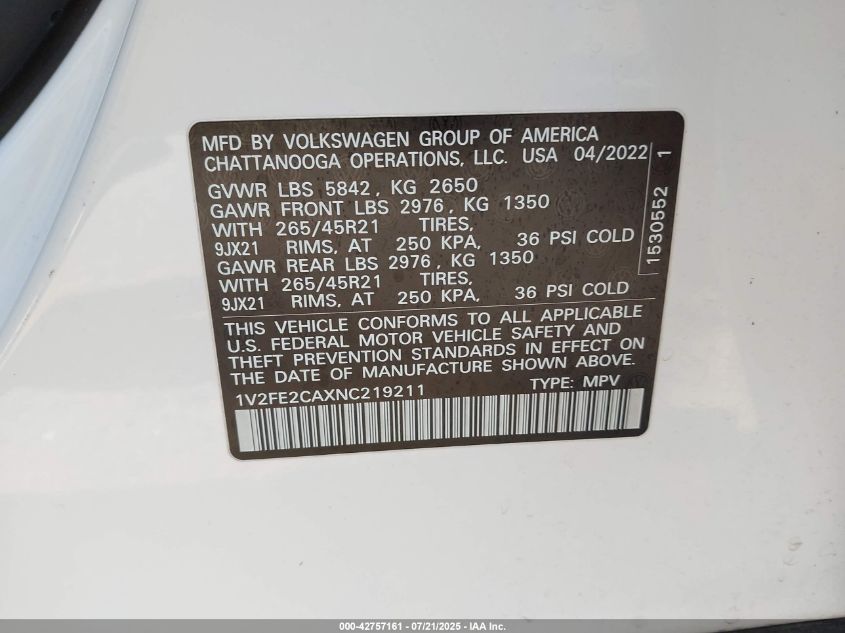 MFD BY VOLKSWAGEN GROUP OF AMERICA
CHATTANOOGA OPERATIONS, LLC. USA 04/2022
GVWR LBS 5842, KG 2650
GAWR FRONT LBS 2976, KG 1350
WITH 265/45R21 TIRES,
9JX21 RIMS, AT 250 KPA, 36 PSI COLD
GAWR REAR LBS 2976, KG 1350
WITH 265/45R21 TIRES,
9JX21 RIMS, AT 250 KPA, 36 PSI COLD
1530552 1
THIS VEHICLE CONFORMS TO ALL APPLICABLE
U.S. FEDERAL MOTOR VEHICLE SAFETY AND
THEFT PREVENTION STANDARDS IN EFFECT ON
THE DATE OF MANUFACTURE SHOWN ABOVE.
1V2FE2CAXNC219211 TYPE: MPV
000-42757161 - 07/21/2025 - IAA Inc.